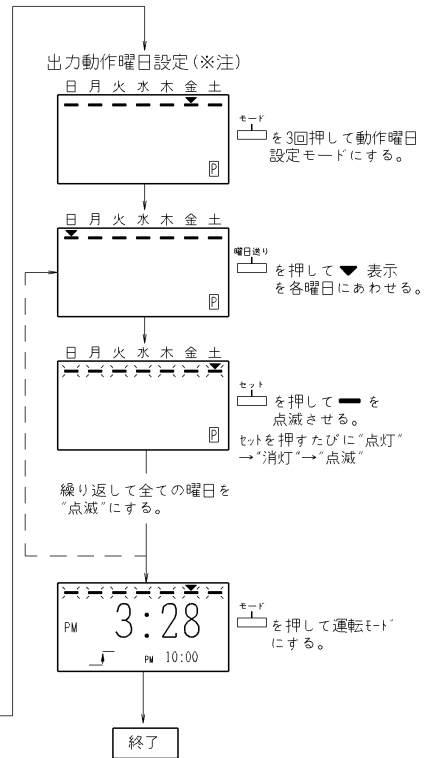 出力動作曜日設定(※注)
日 月 火 水 木 金 土
P
モード
を3回押して動作曜日
設定モードにする。
日 月 火 水 木 金 土
P
曜日送り
を押して▼ 表示
を各曜日にあわせる。
日 月 火 水 木 金 土
P
セット
を押して ━ を
点滅させる。
セットを押すたびに"点灯"
→"消灯"→"点滅"
繰り返して全ての曜日を
"点滅"にする。
PM 3:28
PM 10:00
モード
を押して運転モード
にする。
終了